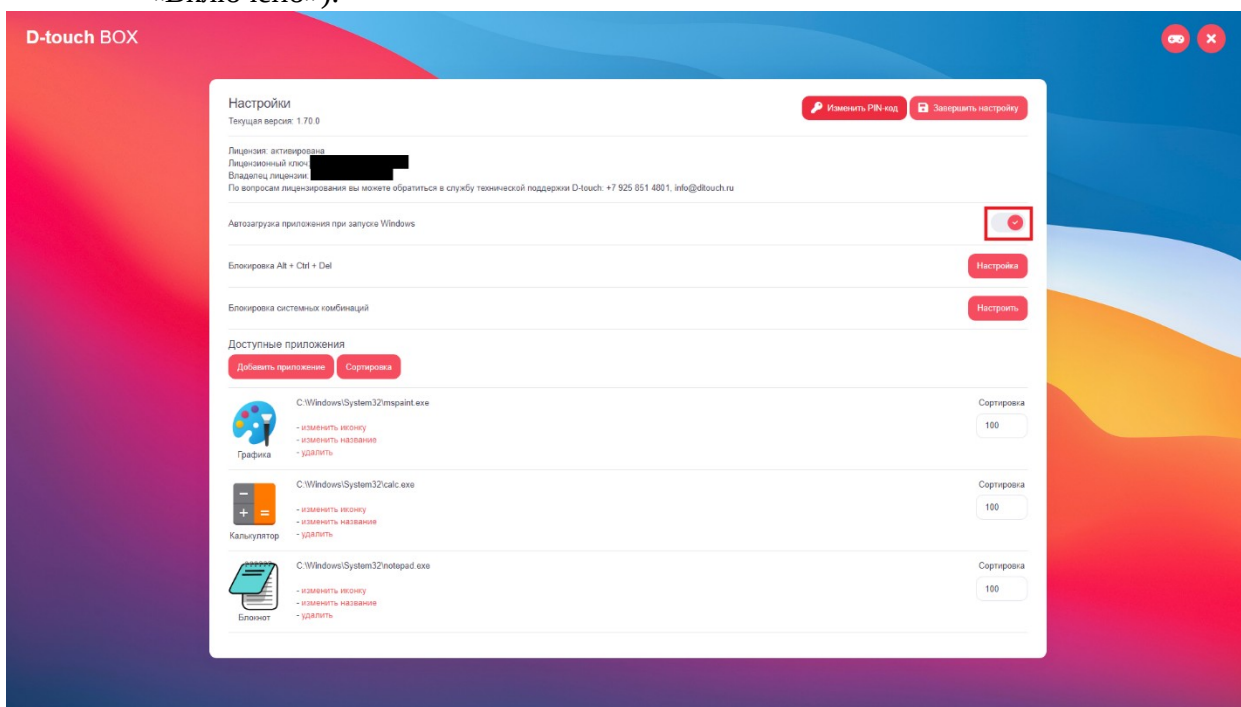 «Включено»).
D-touch BOX
Настройки
Текущая версия: 1.70.0
Изменить PIN-код
Завершить настройку
Лицензия: активирована
Лицензионный ключ:
Владелец лицензии:
По вопросам лицензирования вы можете обратиться в службу технической поддержки D-touch: +7 925 851 4801, info@ditouch.ru
Автозагрузка приложения при запуске Windows
Блокировка Alt + Ctrl + Del
Настройка
Блокировка системных комбинаций
Настроить
Доступные приложения
Добавить приложение
Сортировка
C:\Windows\System32\mspaint.exe
Сортировка
- изменить иконку
100
- изменить название
- удалить
Графика
C:\Windows\System32\calc.exe
Сортировка
- изменить иконку
100
- изменить название
- удалить
Калькулятор
C:\Windows\System32\notepad.exe
Сортировка
- изменить иконку
100
- изменить название
- удалить
Блокнот